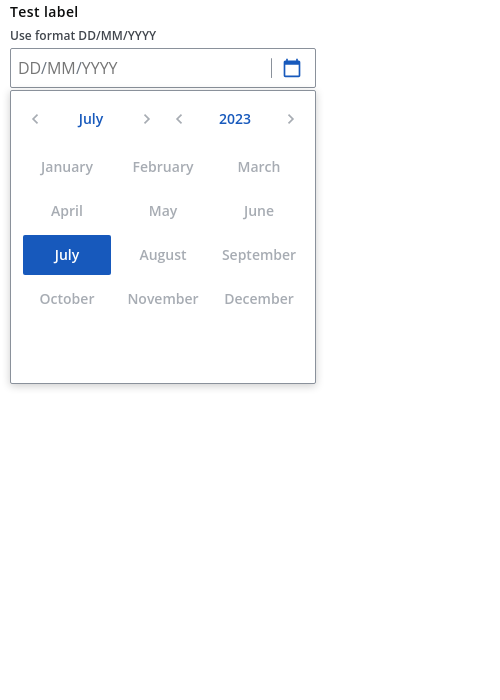 Test label
Use format DD/MM/YYYY
DD/MM/YYYY
July 2023
January February March
April May June
July August September
October November December